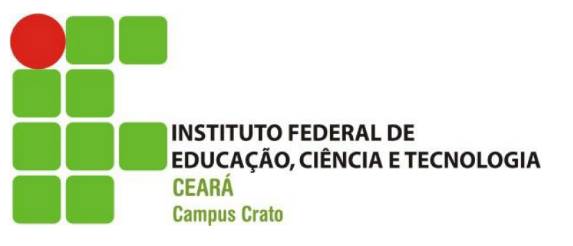 INSTITUTO FEDERAL DE
EDUCAÇÃO, CIÊNCIA E TECNOLOGIA
CEARÁ
Campus Crato